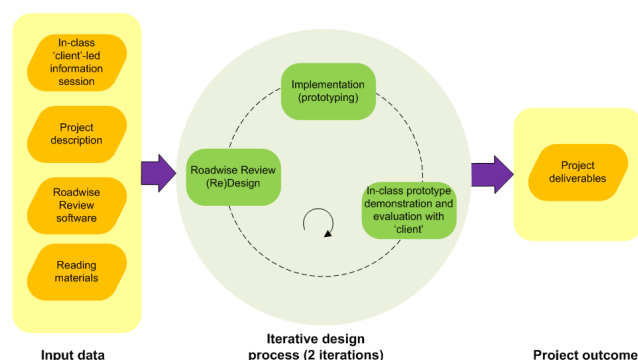 In-class
'client'-led
information
session
Project
description
Roadwise
Review
software
Reading
materials
Input data
Implementation
(prototyping)
Roadwise Review
(Re)Design
In-class prototype
demonstration and
evaluation with
'client'
Iterative design
process (2 iterations)
Project
deliverables
Project outcome